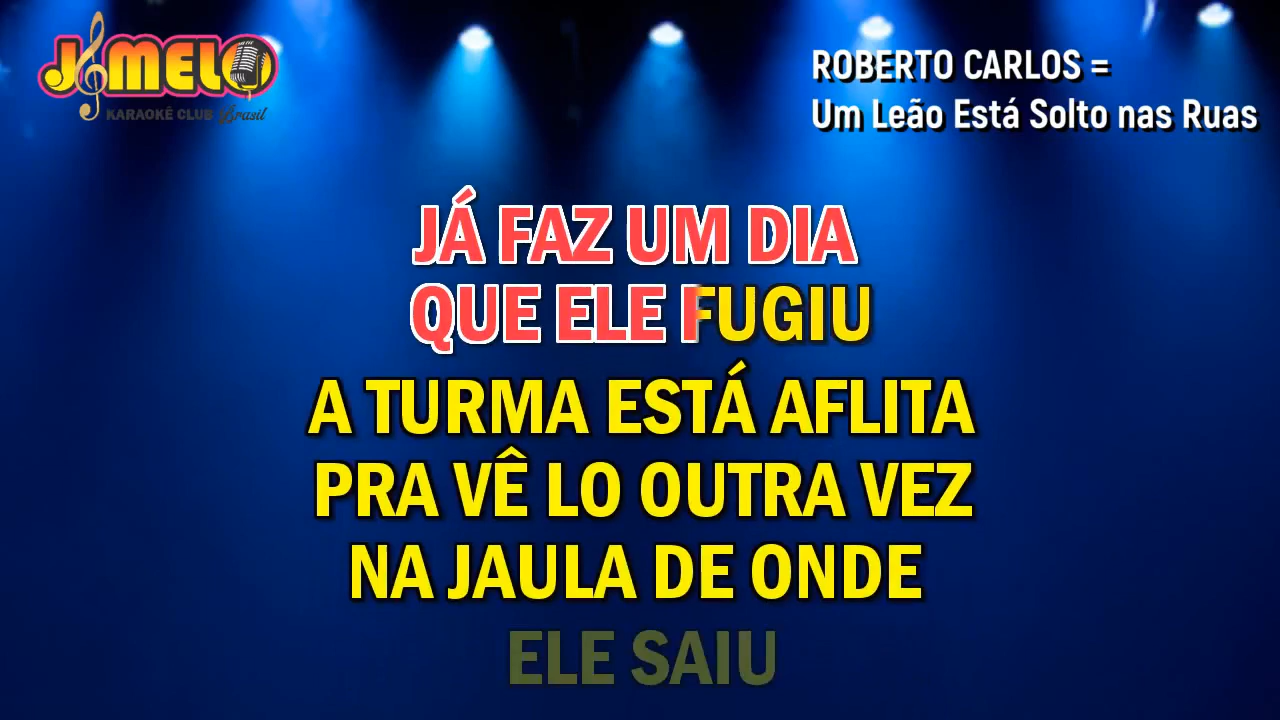 J MELO
KARAOKÊ CLUB Brasil
ROBERTO CARLOS =
Um Leão Está Solto nas Ruas
JÁ FAZ UM DIA
QUE ELE FUGIU
A TURMA ESTÁ AFLITA
PRA VÊ LO OUTRA VEZ
NA JAULA DE ONDE
ELE SAIU